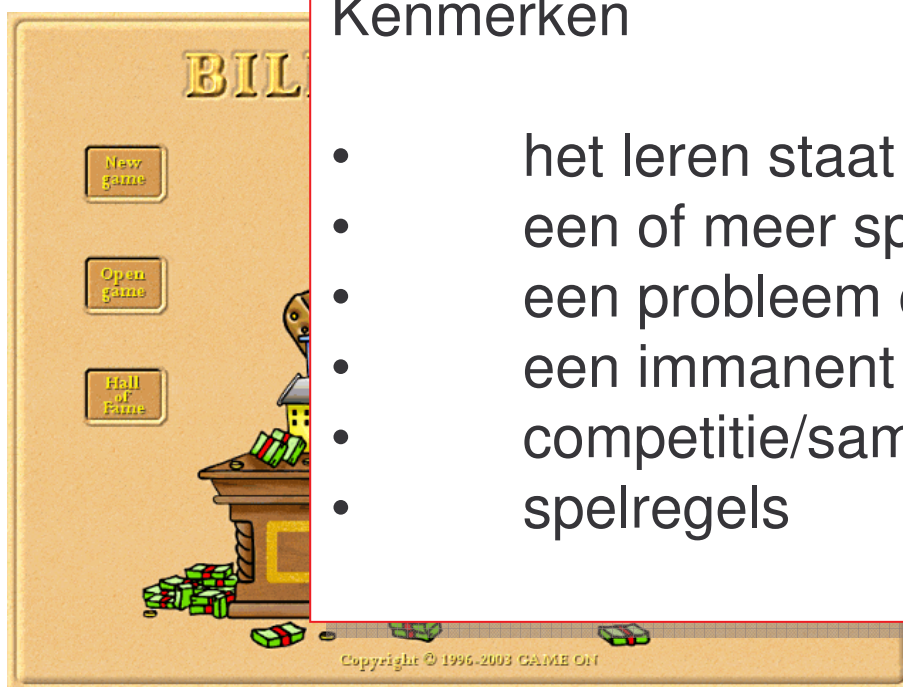 Kenmerken
BIL
New
game
Open
game
Hall
of
Fame
• het leren staat
• een of meer sp
• een probleem
• een immanent
• competitie/sam
• spelregels
Copyright © 1996-2003 GAME ON